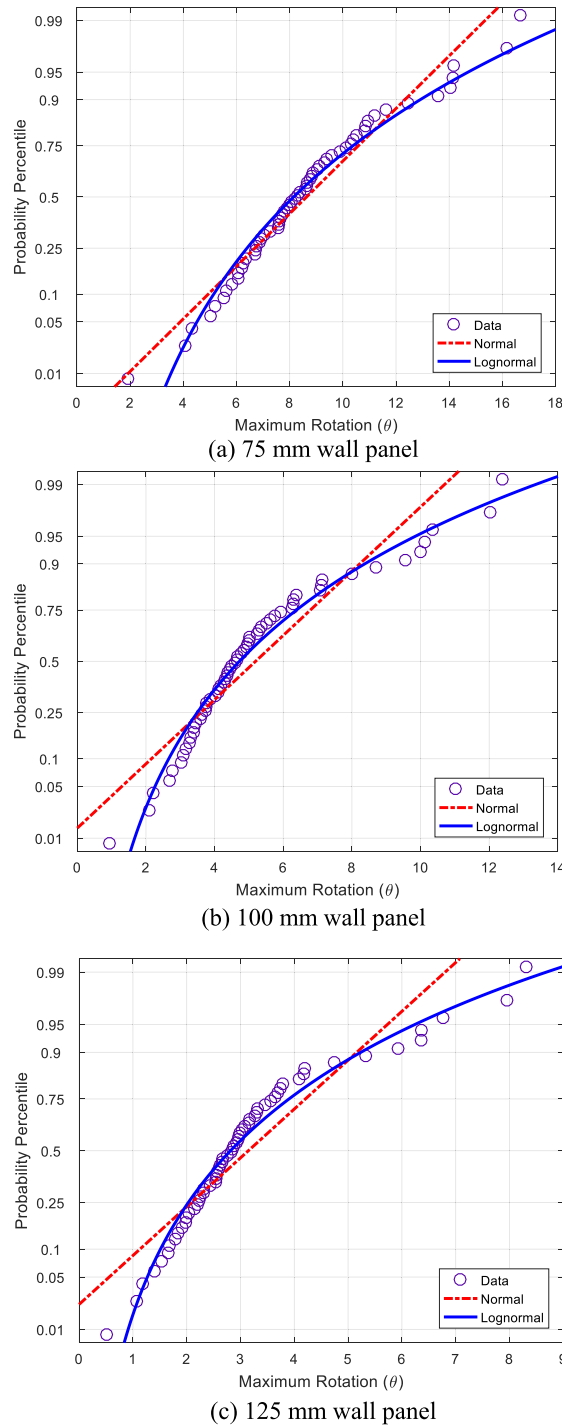 0.99
0.95
0.9
0.75
0.5
0.25
0.1
0.05
0.01
Probability Percentile
Data
Normal
Lognormal
0 2 4 6 8 10 12 14 16 18
Maximum Rotation (θ)
(a) 75 mm wall panel
0.99
0.95
0.9
0.75
0.5
0.25
0.1
0.05
0.01
Probability Percentile
Data
Normal
Lognormal
0 2 4 6 8 10 12 14
Maximum Rotation (θ)
(b) 100 mm wall panel
0.99
0.95
0.9
0.75
0.5
0.25
0.1
0.05
0.01
Probability Percentile
Data
Normal
Lognormal
0 1 2 3 4 5 6 7 8 9
Maximum Rotation (θ)
(c) 125 mm wall panel